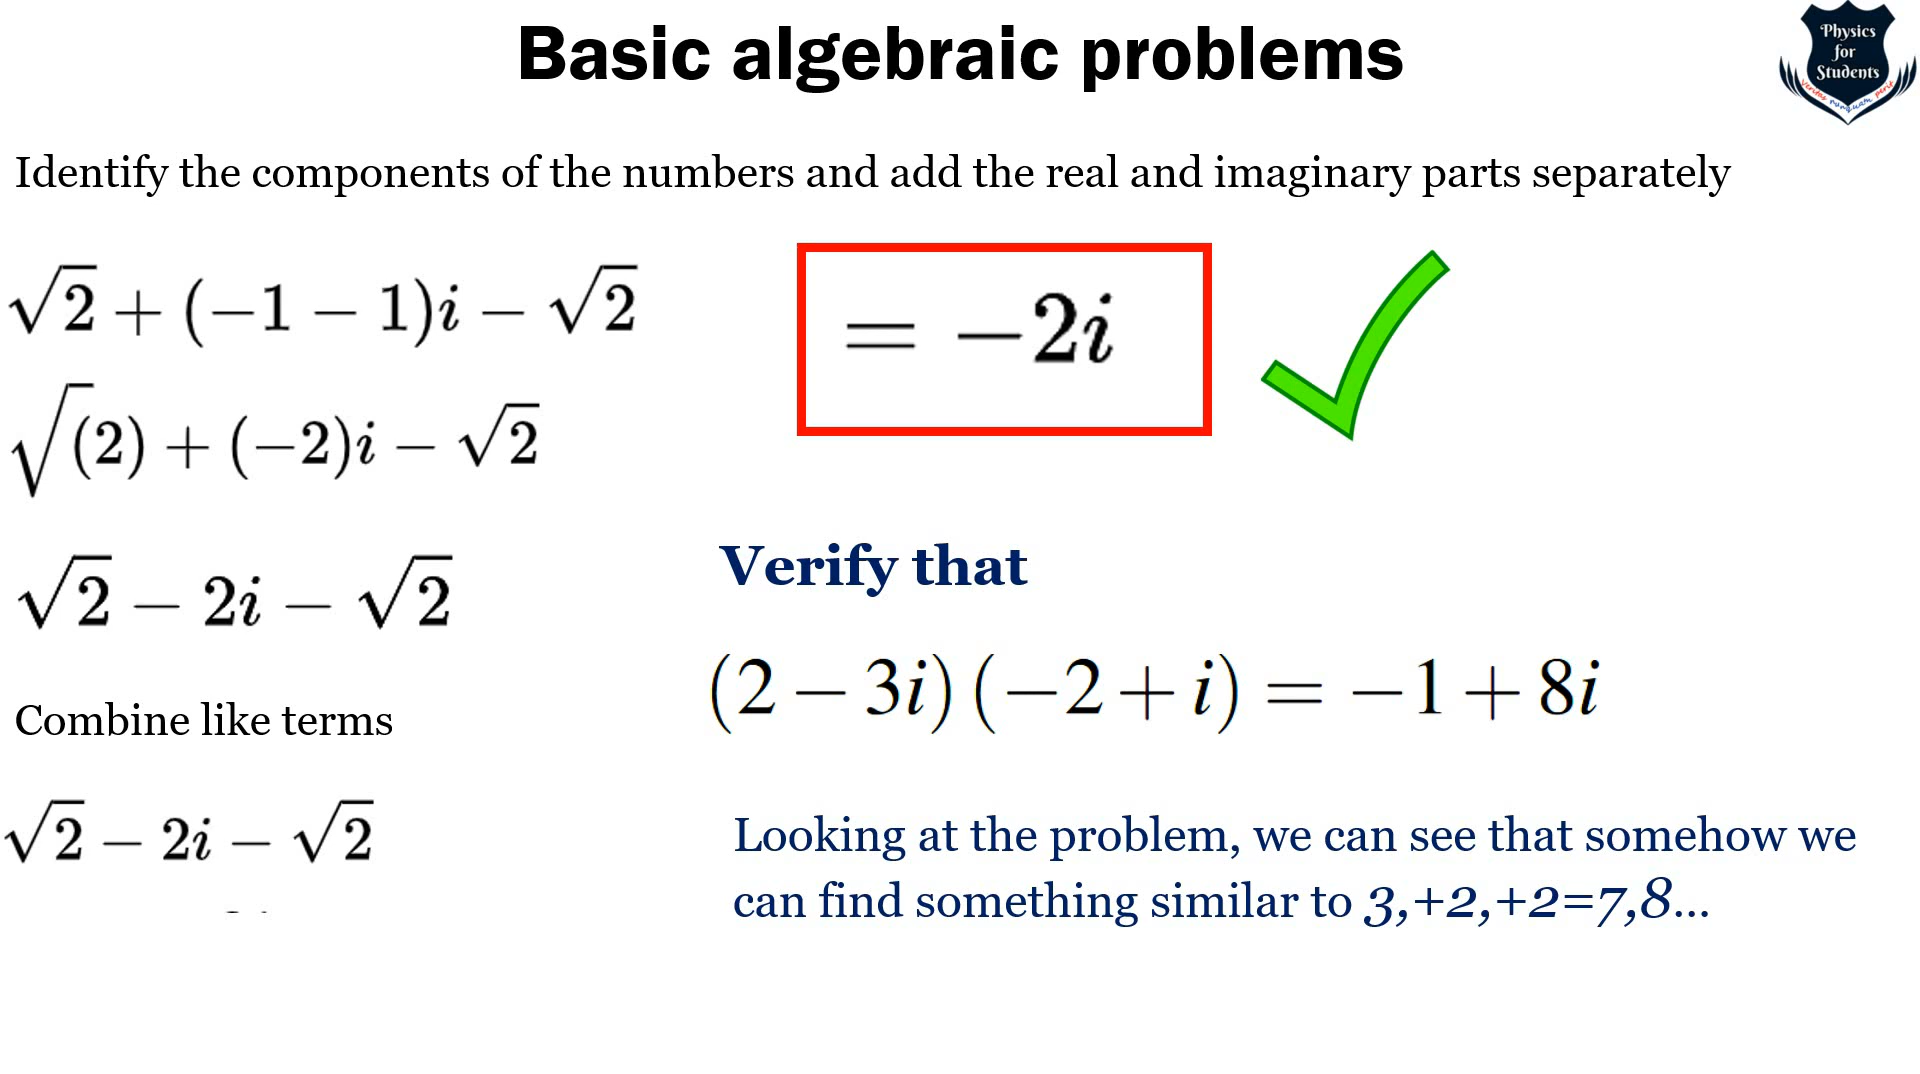 Basic algebraic problems
Physics
for
Students
veritas nunquam perit
Identify the components of the numbers and add the real and imaginary parts separately
√2 + (−1 − 1)i − √2
= −2i
√(2) + (−2)i − √2
√2 − 2i − √2
Verify that
(2 − 3i) (−2 + i) = −1 + 8i
Combine like terms
√2 − 2i − √2
Looking at the problem, we can see that somehow we
can find something similar to 3,+2,+2=7,8...